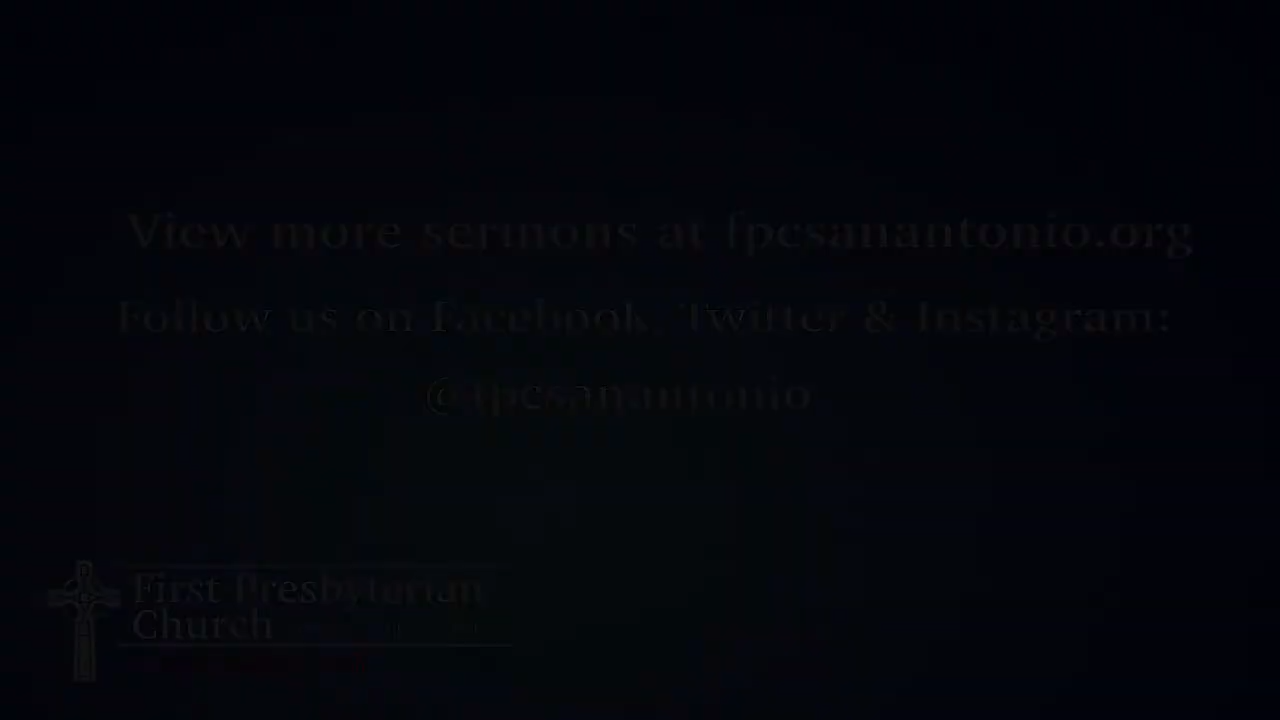 View more sermons at fpcsanantonio.org
Follow us on Facebook, Twitter & Instagram:
@fpcsanantonio
First Presbyterian
Church